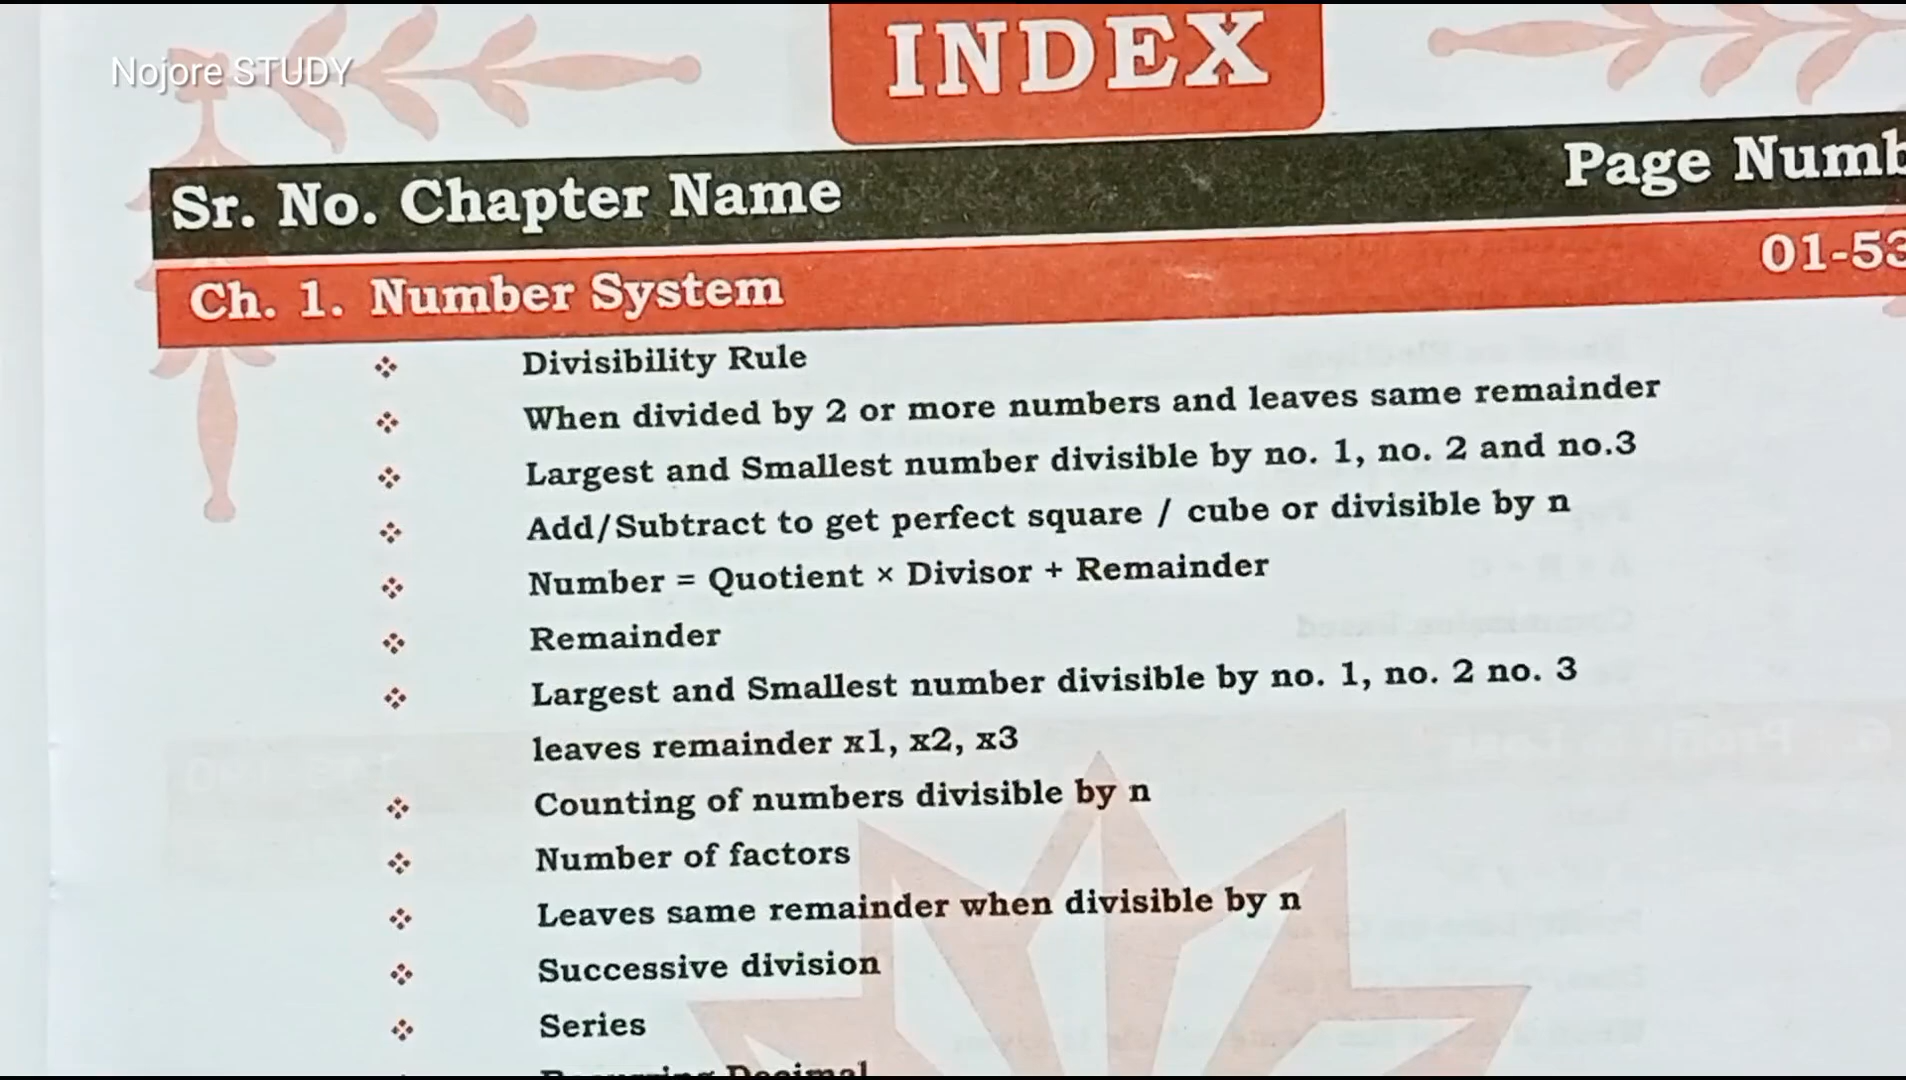 Nojore STUDY
INDEX
Sr. No. Chapter Name Page Numb
Ch. 1. Number System 01-53
Divisibility Rule
When divided by 2 or more numbers and leaves same remainder
Largest and Smallest number divisible by no. 1, no. 2 and no.3
Add/Subtract to get perfect square / cube or divisible by n
Number = Quotient × Divisor + Remainder
Remainder
Largest and Smallest number divisible by no. 1, no. 2 no. 3
leaves remainder x1, x2, x3
Counting of numbers divisible by n
Number of factors
Leaves same remainder when divisible by n
Successive division
Series
Recurring Decimal